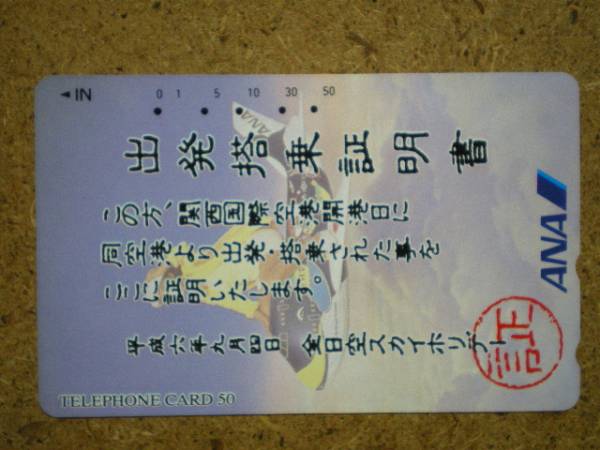 ◀IN
0 1 5 10 30 50
出発搭乗証明書
この方、関西国際空港開港日に
同空港より出発・搭乗された事を
ここに証明いたします。
平成六年九月四日 全日空スカイホリデー
証
ANA
ANA
TELEPHONE CARD 50